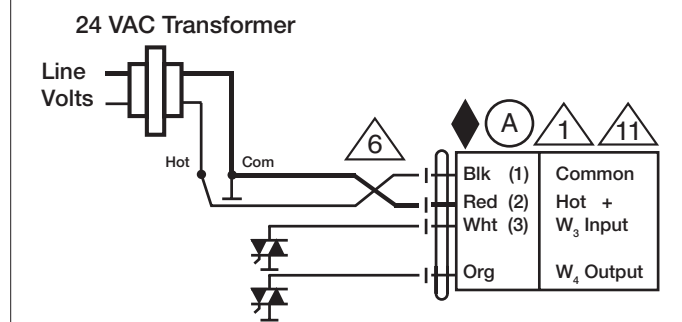 24 VAC Transformer
Line
Volts
Hot
Com
6
A
1
11
Blk (1) Common
Red (2) Hot +
Wht (3) W3 Input
Org W4 Output